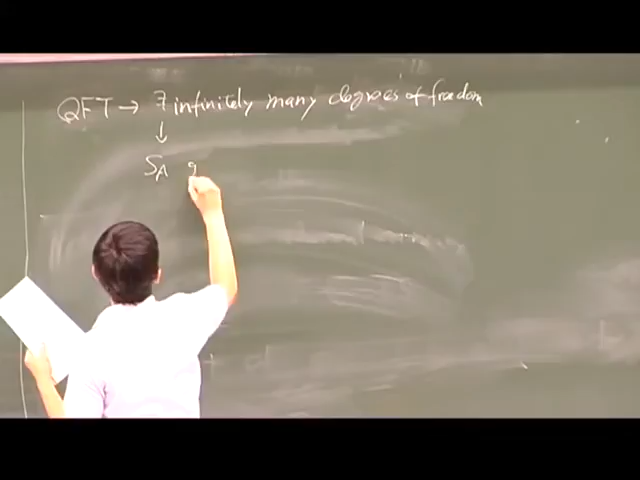 QFT → ∃ infinitely many degrees of freedom
↓
S_A